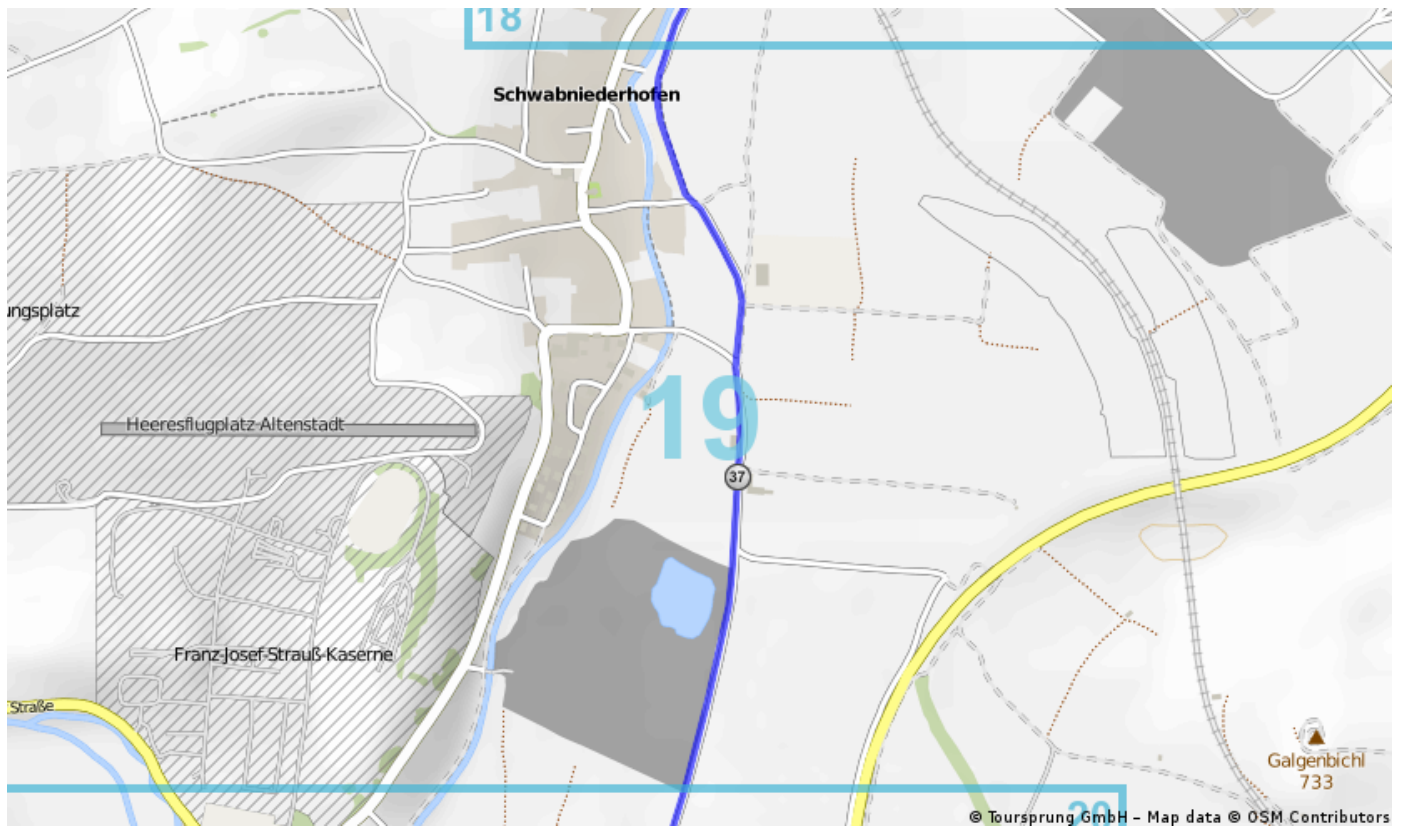 18
Schwabniederhofen
ungsplatz
19
Heeresflugplatz Altenstadt
37
Franz-Josef-Strauß-Kaserne
Straße
Galgenbichl
733
20
© Toursprung GmbH – Map data © OSM Contributors